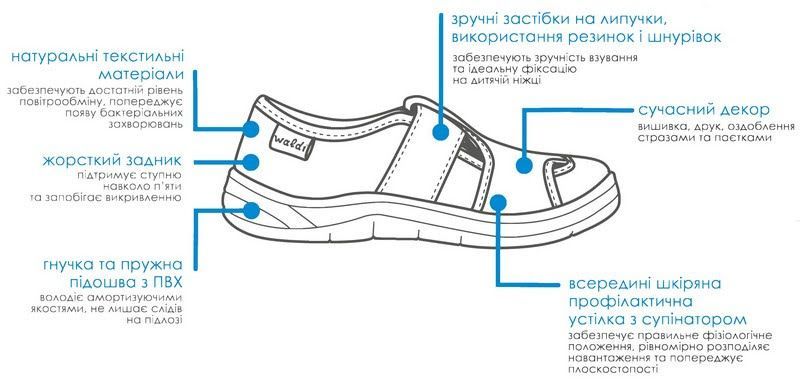 зручні застібки на липучки,
використання резинок і шнурівок
забезпечують зручність взування
та ідеальну фіксацію
на дитячій ніжці
натуральні текстильні
матеріали
забезпечують достатній рівень
повітрообміну, попереджує
появу бактеріальних
захворювань
сучасний декор
вишивка, друк, оздоблення
стразами та паєтками
waldi
жорсткий задник
підтримує ступню
навколо п'яти
та запобігає викривленню
гнучка та пружна
підошва з ПВХ
володіє амортизуючими
якостями, не лишає слідів
на підлозі
всередині шкіряна
профілактична
устілка з супінатором
забезпечує правильне фізіологічне
положення, рівномірно розподіляє
навантаження та попереджує
плоскостопості